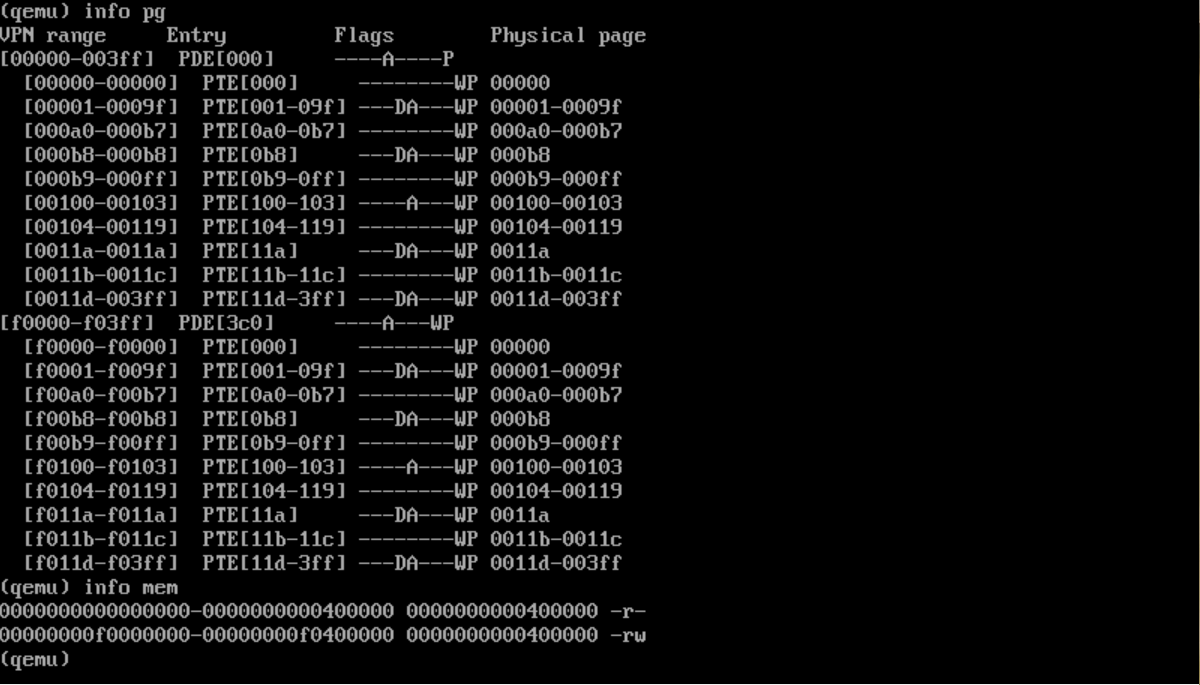 (qemu) info pg
VPN range     Entry         Flags        Physical page
[00000-003ff]  PDE[000]     ----A----P
  [00000-00000]  PTE[000]     --------WP 00000
  [00001-0009f]  PTE[001-09f] ---DA---WP 00001-0009f
  [000a0-000b7]  PTE[0a0-0b7] --------WP 000a0-000b7
  [000b8-000b8]  PTE[0b8]     ---DA---WP 000b8
  [000b9-000ff]  PTE[0b9-0ff] --------WP 000b9-000ff
  [00100-00103]  PTE[100-103] ----A---WP 00100-00103
  [00104-00119]  PTE[104-119] --------WP 00104-00119
  [0011a-0011a]  PTE[11a]     ---DA---WP 0011a
  [0011b-0011c]  PTE[11b-11c] --------WP 0011b-0011c
  [0011d-003ff]  PTE[11d-3ff] ---DA---WP 0011d-003ff
[f0000-f03ff]  PDE[3c0]     ----A---WP
  [f0000-f0000]  PTE[000]     --------WP 00000
  [f0001-f009f]  PTE[001-09f] ---DA---WP 00001-0009f
  [f00a0-f00b7]  PTE[0a0-0b7] --------WP 000a0-000b7
  [f00b8-f00b8]  PTE[0b8]     ---DA---WP 000b8
  [f00b9-f00ff]  PTE[0b9-0ff] --------WP 000b9-000ff
  [f0100-f0103]  PTE[100-103] ----A---WP 00100-00103
  [f0104-f0119]  PTE[104-119] --------WP 00104-00119
  [f011a-f011a]  PTE[11a]     ---DA---WP 0011a
  [f011b-f011c]  PTE[11b-11c] --------WP 0011b-0011c
  [f011d-f03ff]  PTE[11d-3ff] ---DA---WP 0011d-003ff
(qemu) info mem
0000000000000000-0000000000400000 0000000000400000 -r-
00000000f0000000-00000000f0400000 0000000000400000 -rw
(qemu)